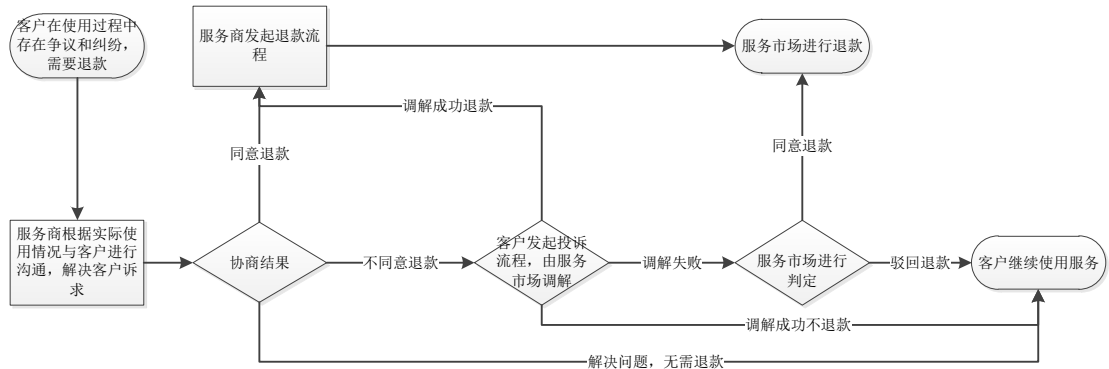 客户在使用过程中
存在争议和纠纷，
需要退款
服务商发起退款流
程
服务市场进行退款
调解成功退款
同意退款
同意退款
服务商根据实际使
用情况与客户进行
沟通，解决客户诉
求
协商结果
不同意退款
客户发起投诉
流程，由服务
市场调解
调解失败
服务市场进行
判定
驳回退款
客户继续使用服务
调解成功不退款
解决问题，无需退款